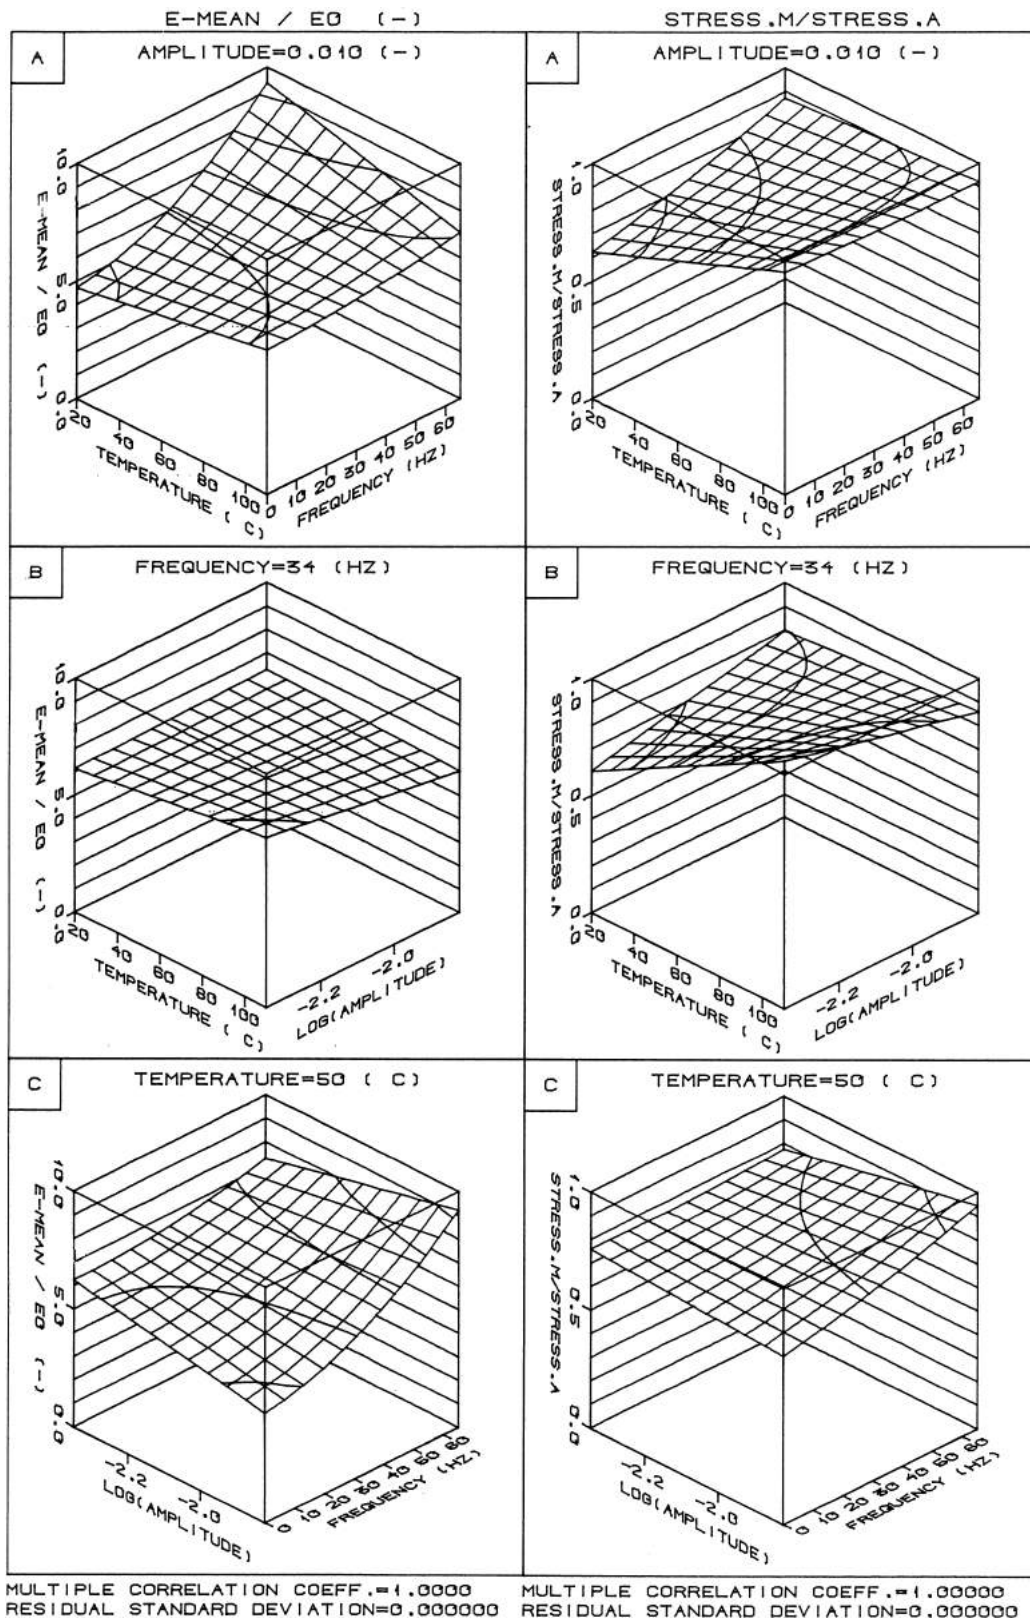 E-MEAN / EO (-)
STRESS.M/STRESS.A
A
AMPLITUDE=0.010 (-)
10.0
5.0
0.0
E-MEAN / EO (-)
20 40 60 80 100
TEMPERATURE ( C)
0 10 20 30 40 50 60
FREQUENCY (HZ)
A
AMPLITUDE=0.010 (-)
1.0
0.5
0.0
STRESS.M/STRESS.A
20 40 60 80 100
TEMPERATURE ( C)
0 10 20 30 40 50 60
FREQUENCY (HZ)
B
FREQUENCY=34 (HZ)
10.0
5.0
0.0
E-MEAN / EO (-)
20 40 60 80 100
TEMPERATURE ( C)
-2.2 -2.0
LOG(AMPLITUDE)
B
FREQUENCY=34 (HZ)
1.0
0.5
0.0
STRESS.M/STRESS.A
20 40 60 80 100
TEMPERATURE ( C)
-2.2 -2.0
LOG(AMPLITUDE)
C
TEMPERATURE=50 ( C)
10.0
5.0
0.0
E-MEAN / EO (-)
-2.2 -2.0
LOG(AMPLITUDE)
0 10 20 30 40 50 60
FREQUENCY (HZ)
C
TEMPERATURE=50 ( C)
1.0
0.5
0.0
STRESS.M/STRESS.A
-2.2 -2.0
LOG(AMPLITUDE)
0 10 20 30 40 50 60
FREQUENCY (HZ)
MULTIPLE CORRELATION COEFF.=1.0000
RESIDUAL STANDARD DEVIATION=0.000000
MULTIPLE CORRELATION COEFF.=1.00000
RESIDUAL STANDARD DEVIATION=0.000000